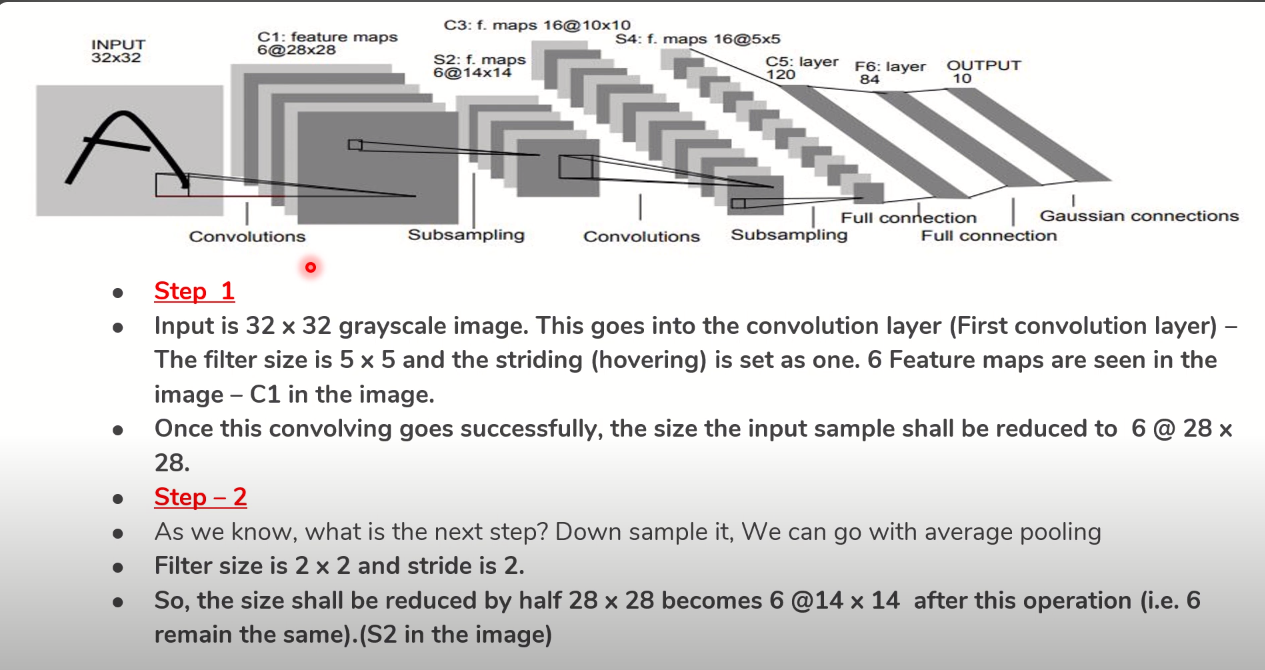 INPUT
32x32
C1: feature maps
6@28x28
S2: f. maps
6@14x14
C3: f. maps 16@10x10
S4: f. maps 16@5x5
C5: layer
120
F6: layer
84
OUTPUT
10
Convolutions
Subsampling
Convolutions
Subsampling
Full connection
Full connection
Gaussian connections
• Step 1
• Input is 32 x 32 grayscale image. This goes into the convolution layer (First convolution layer) –
The filter size is 5 x 5 and the striding (hovering) is set as one. 6 Feature maps are seen in the
image – C1 in the image.
• Once this convolving goes successfully, the size the input sample shall be reduced to 6 @ 28 x
28.
• Step – 2
• As we know, what is the next step? Down sample it, We can go with average pooling
• Filter size is 2 x 2 and stride is 2.
• So, the size shall be reduced by half 28 x 28 becomes 6 @14 x 14 after this operation (i.e. 6
remain the same).(S2 in the image)